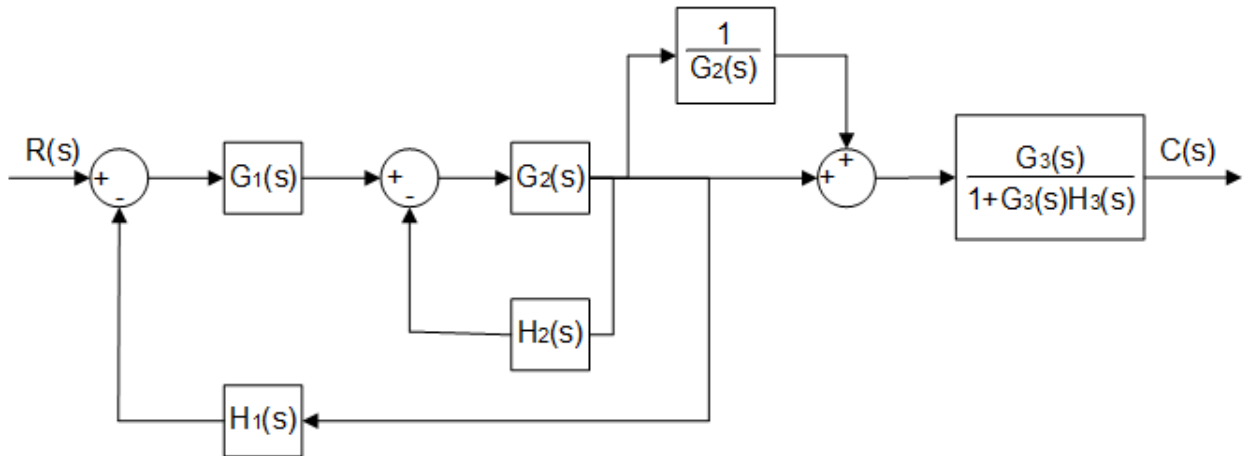 1
G2(s)
R(s)
+
-
G1(s)
+
-
G2(s)
+
+
G3(s)
1+G3(s)H3(s)
C(s)
H2(s)
H1(s)